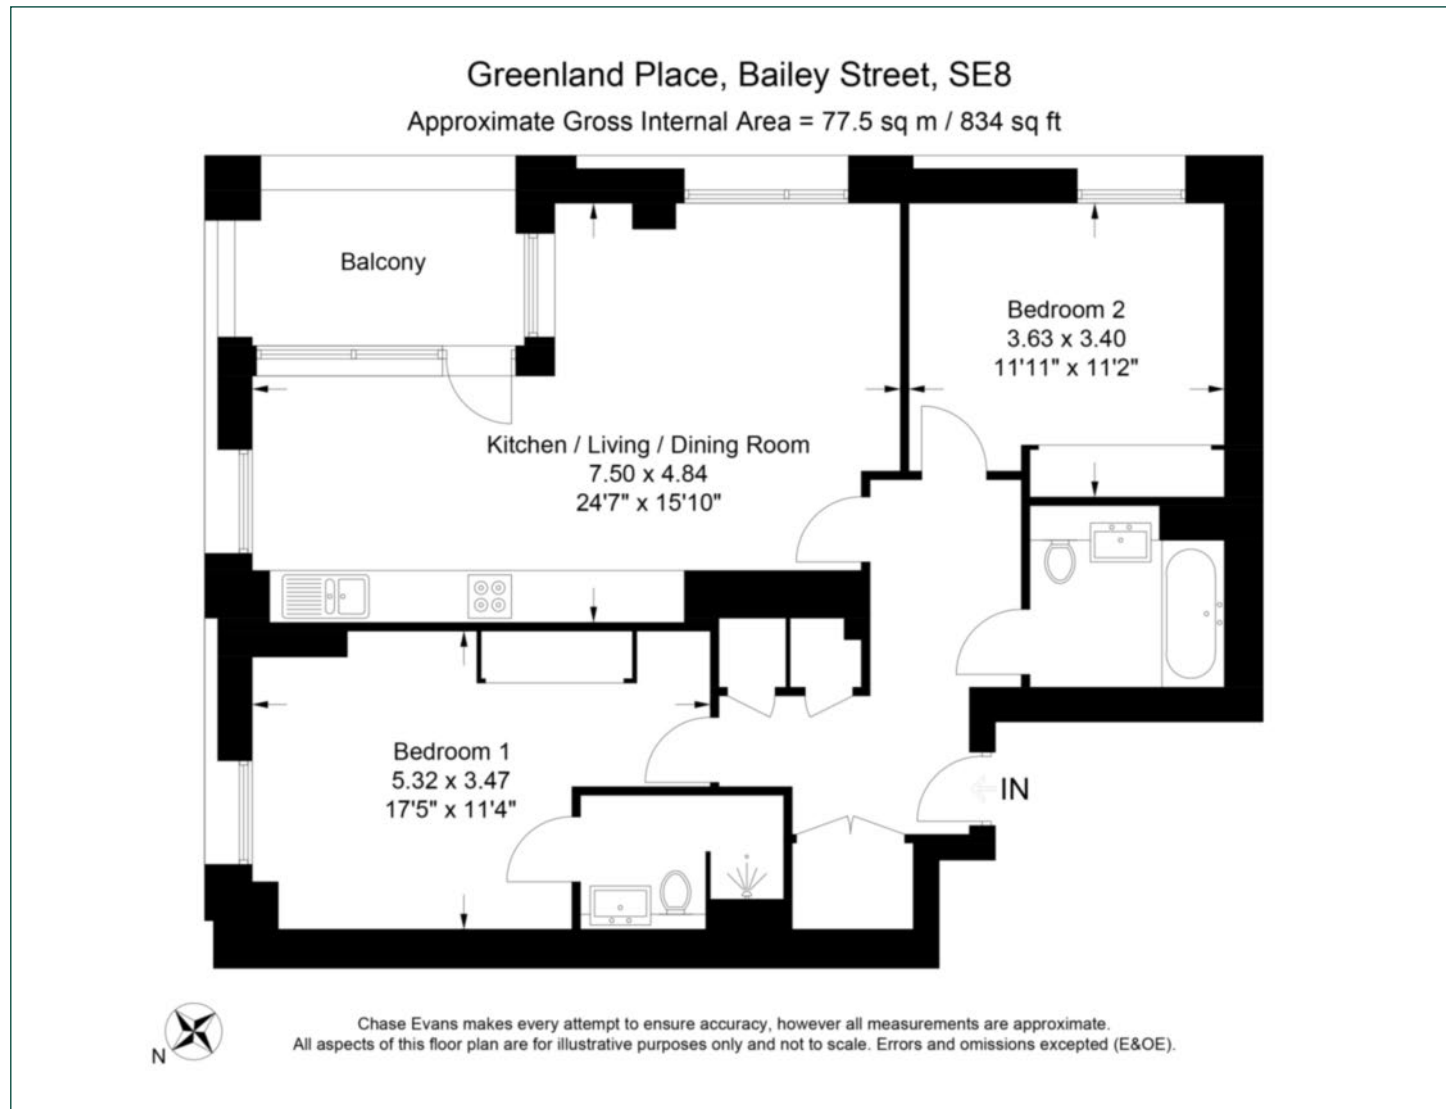 Greenland Place, Bailey Street, SE8
Approximate Gross Internal Area = 77.5 sq m / 834 sq ft
Balcony
Bedroom 2
3.63 x 3.40
11'11" x 11'2"
Kitchen / Living / Dining Room
7.50 x 4.84
24'7" x 15'10"
Bedroom 1
5.32 x 3.47
17'5" x 11'4"
IN
N
Chase Evans makes every attempt to ensure accuracy, however all measurements are approximate.
All aspects of this floor plan are for illustrative purposes only and not to scale. Errors and omissions excepted (E&OE).